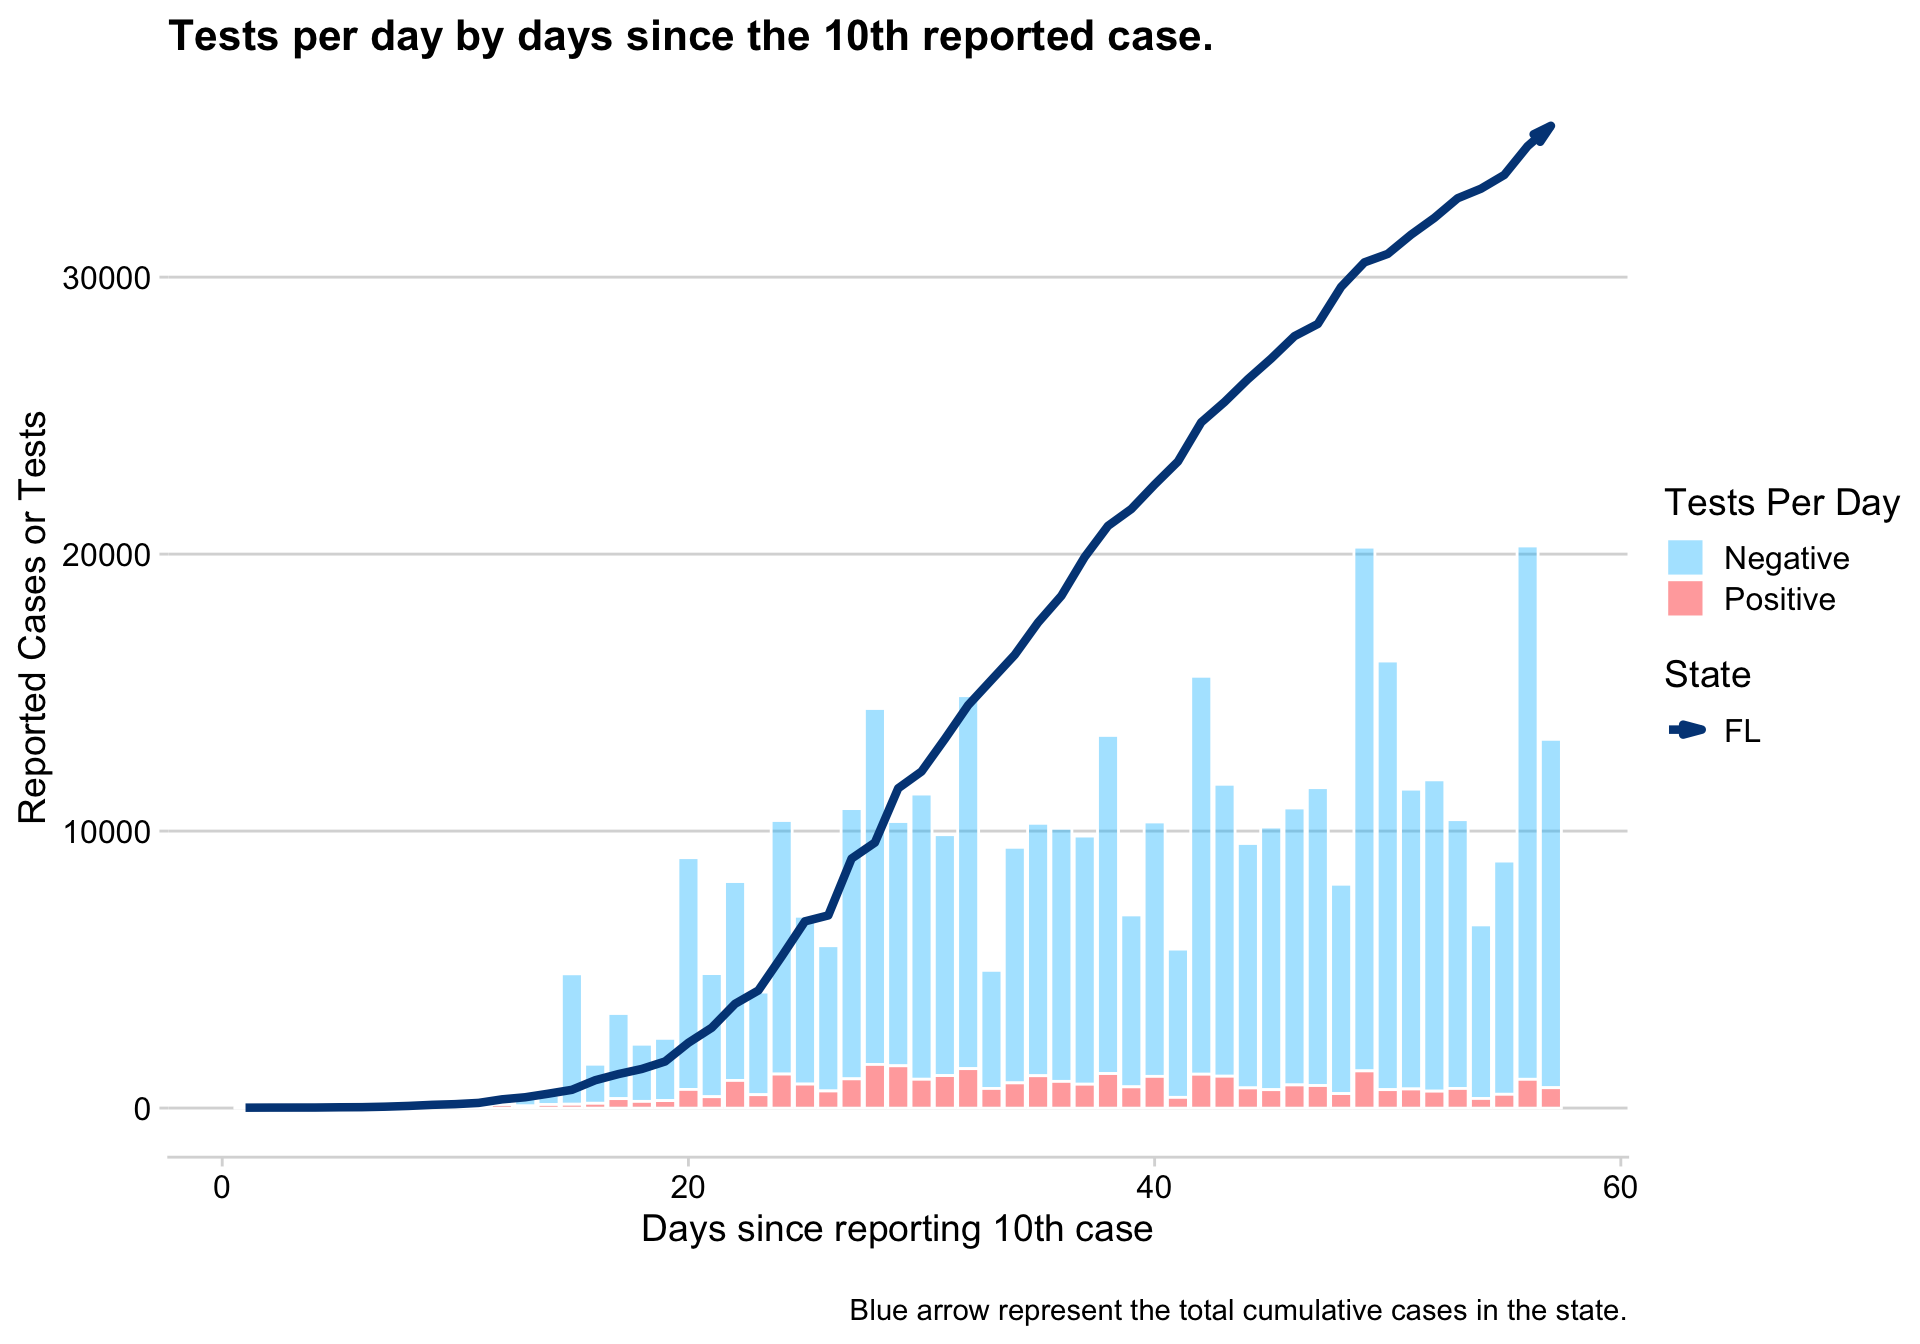 Tests per day by days since the 10th reported case.
Reported Cases or Tests
30000
20000
10000
0
0
20
40
60
Days since reporting 10th case
Tests Per Day
Negative
Positive
State
FL
Blue arrow represent the total cumulative cases in the state.